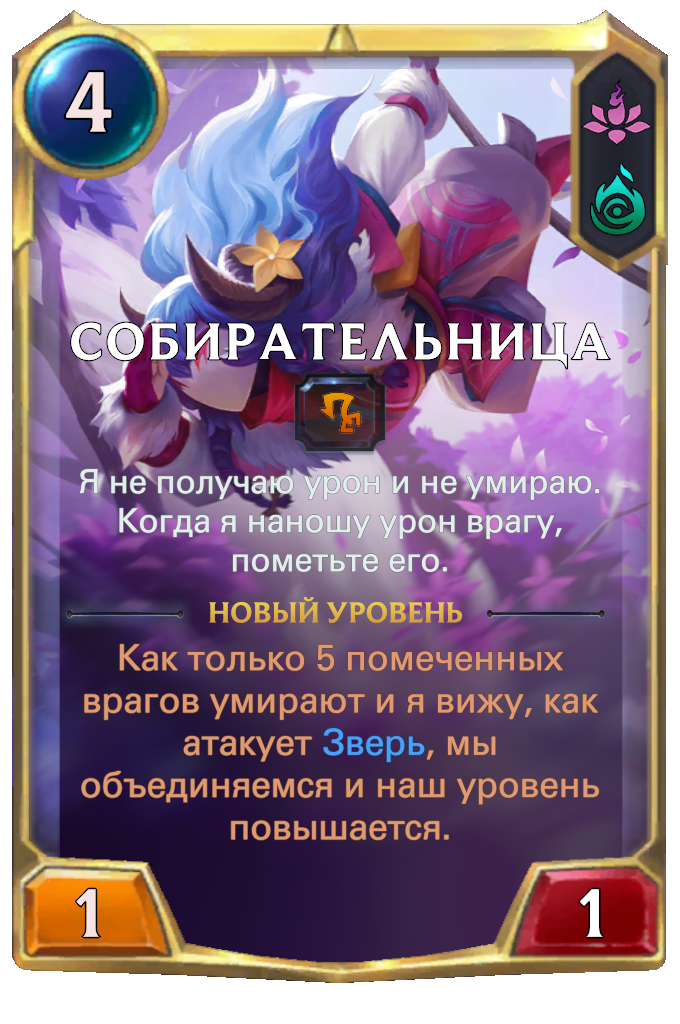 4
СОБИРАТЕЛЬНИЦА
Я не получаю урон и не умираю.
Когда я наношу урон врагу,
пометьте его.
НОВЫЙ УРОВЕНЬ
Как только 5 помеченных
врагов умирают и я вижу, как
атакует Зверь, мы
объединяемся и наш уровень
повышается.
1
1